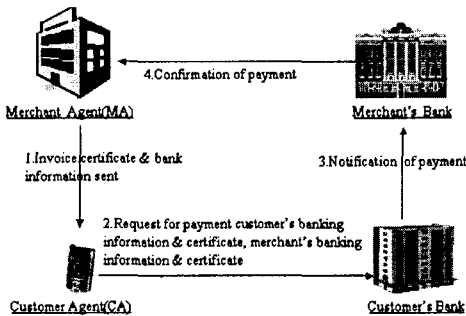 4.Confirmation of payment
Merchant Agent(MA)
Merchant's Bank
1.Invoice certificate & bank
information sent
3.Notification of payment
2.Request for payment customer's banking
information & certificate, merchant's banking
information & certificate
Customer Agent(CA)
Customer's Bank